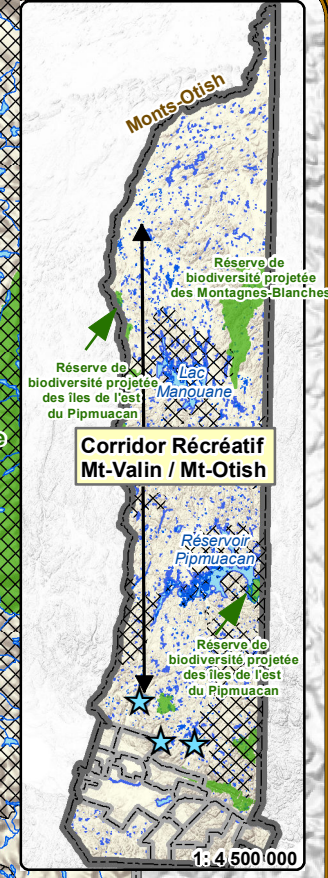 Monts-Otish
Réserve de
biodiversité projetée
des Montagnes-Blanches
Réserve de
biodiversité projetée
des îles de l'est
du Pipmuacan
Lac
Manouane
Corridor Récréatif
Mt-Valin / Mt-Otish
Réservoir
Pipmuacan
Réserve de
biodiversité projetée
des îles de l'est
du Pipmuacan
1: 4 500 000